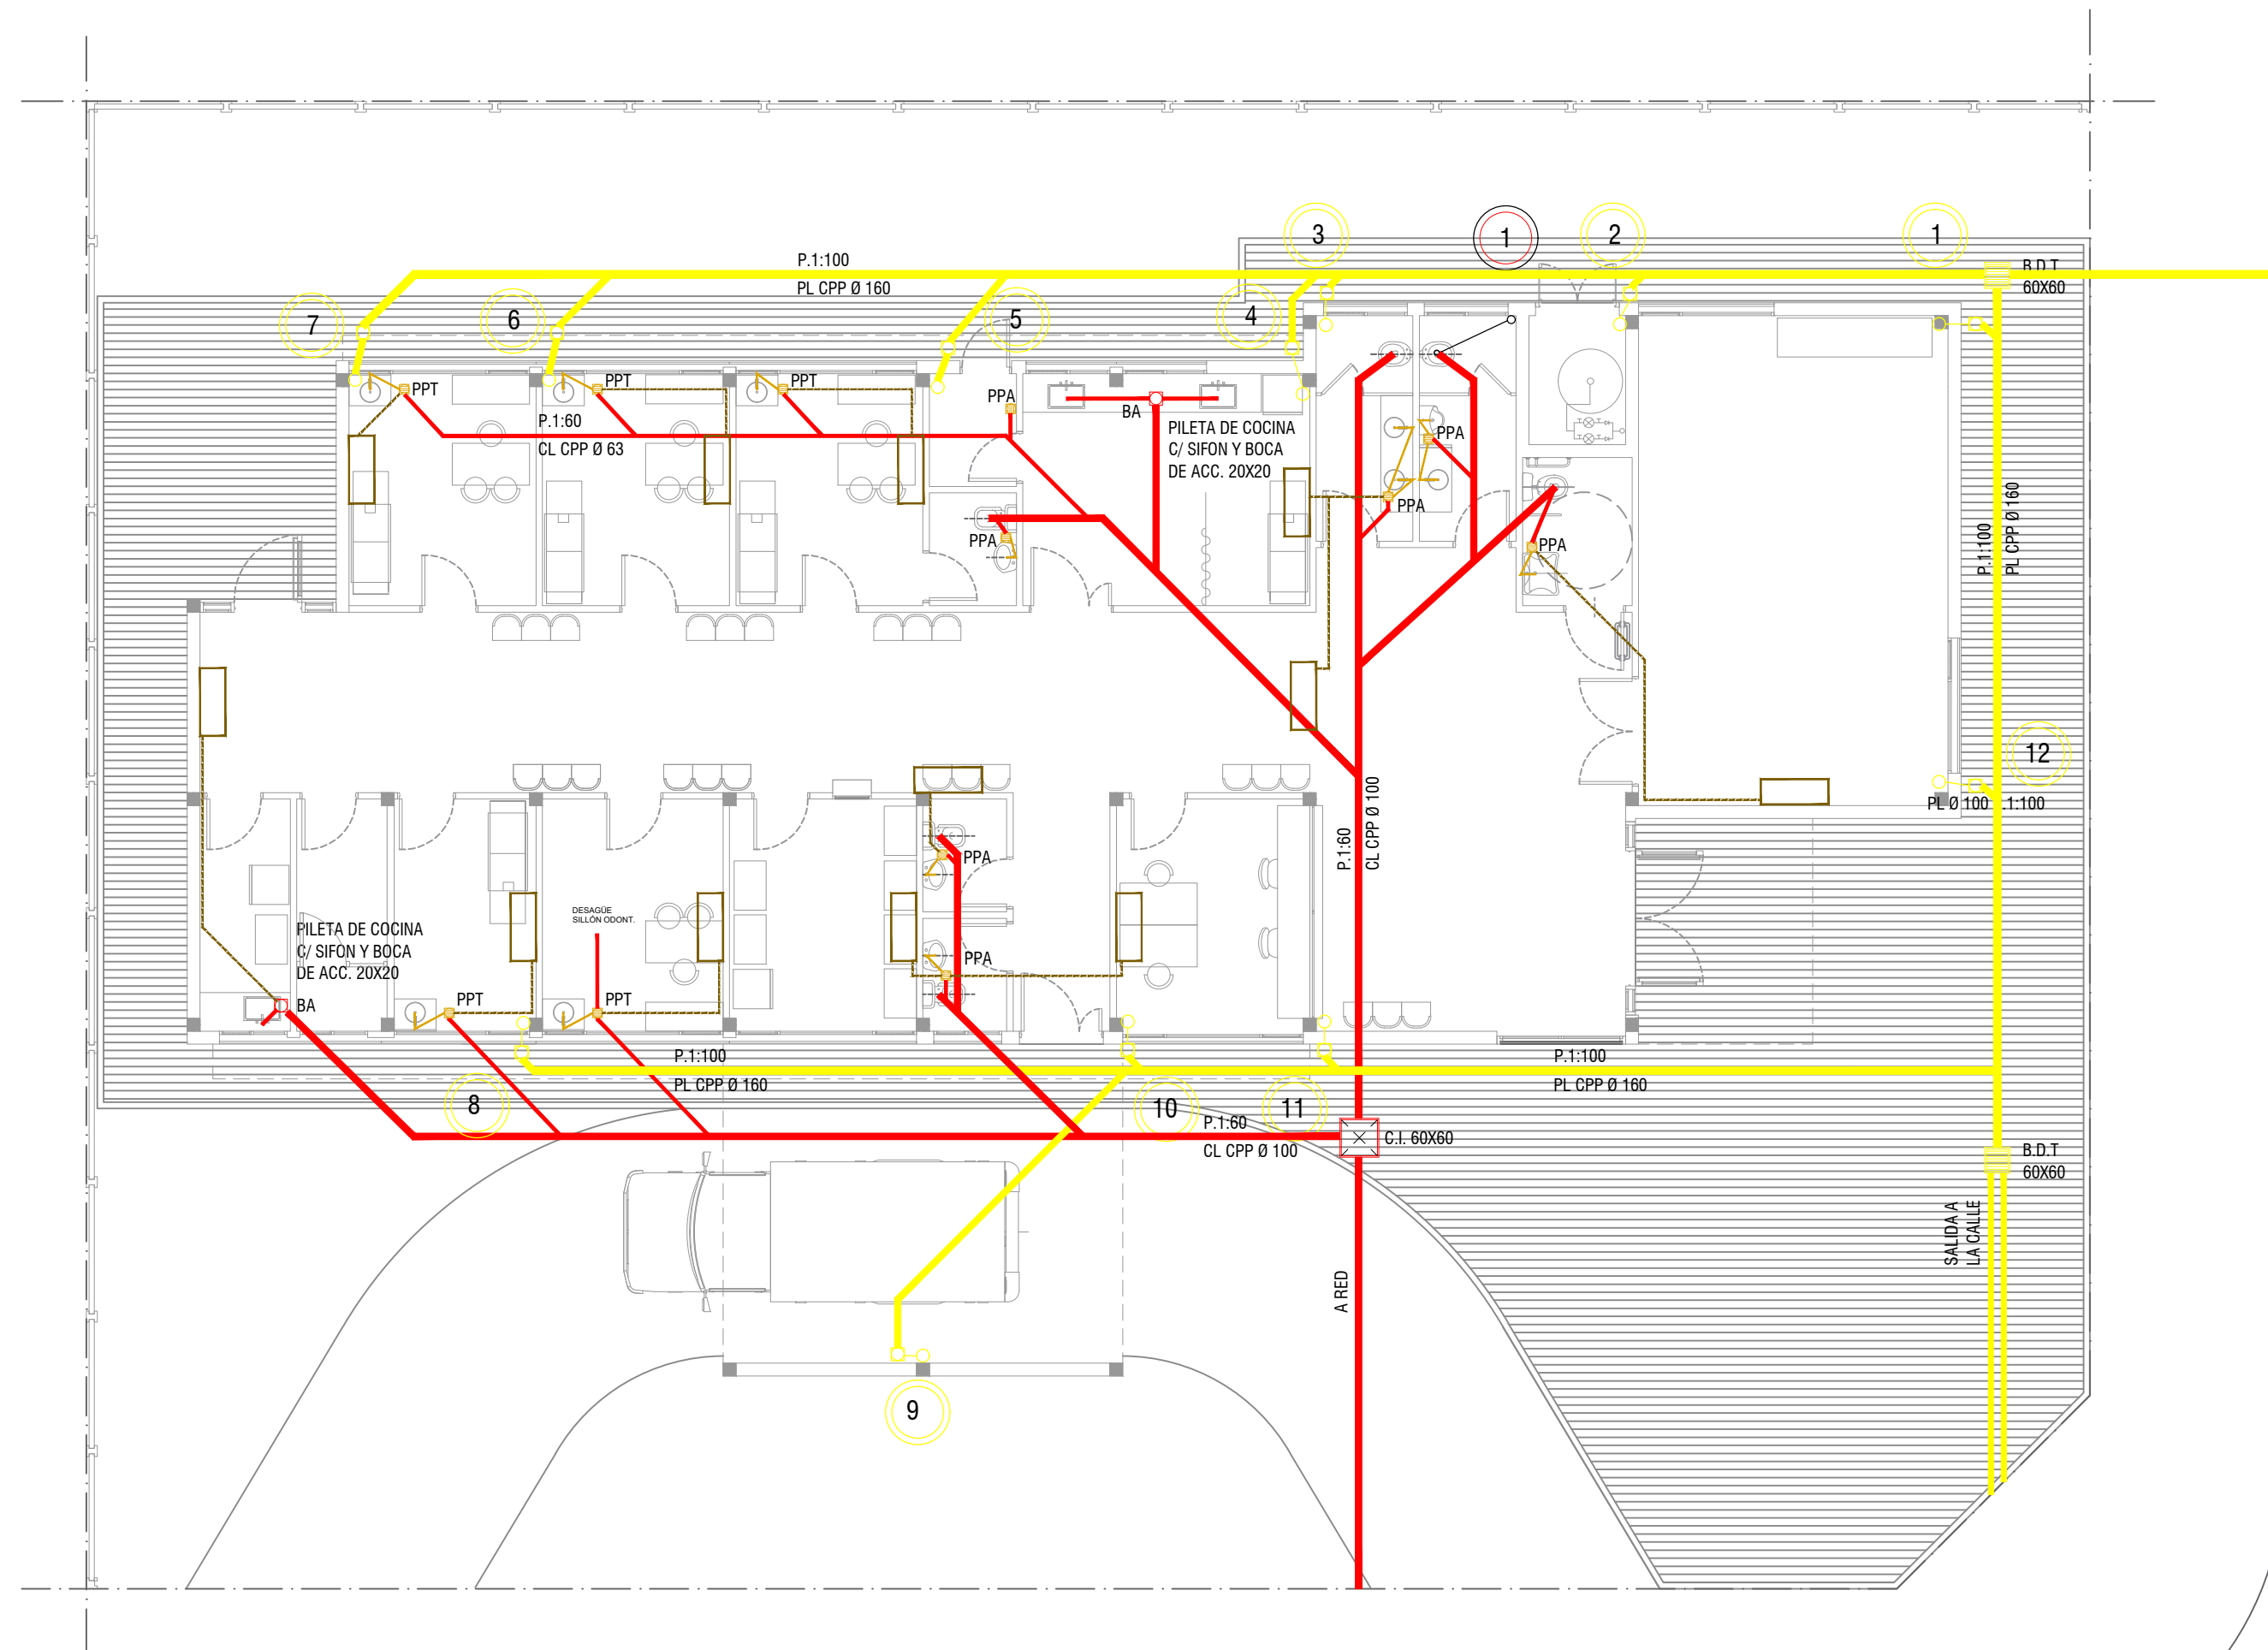 3
1
2
1
P.1:100
PL CPP Ø 160
B.D.T
60X60
7
6
5
4
PPT
PPT
PPT
P.1:60
CL CPP Ø 63
PPA
BA
PILETA DE COCINA
C/ SIFON Y BOCA
DE ACC. 20X20
PPA
PPA
PPA
PPA
P.1:100
PL CPP Ø 160
12
PL Ø 100 P.1:100
P.1:60
CL CPP Ø 100
PPA
DESAGÜE
SILLÓN ODONT.
PILETA DE COCINA
C/ SIFON Y BOCA
DE ACC. 20X20
BA
PPT
PPT
PPA
P.1:100
PL CPP Ø 160
P.1:100
PL CPP Ø 160
8
10
11
P.1:60
CL CPP Ø 100
C.I. 60X60
B.D.T
60X60
SALIDA A
LA CALLE
A RED
9